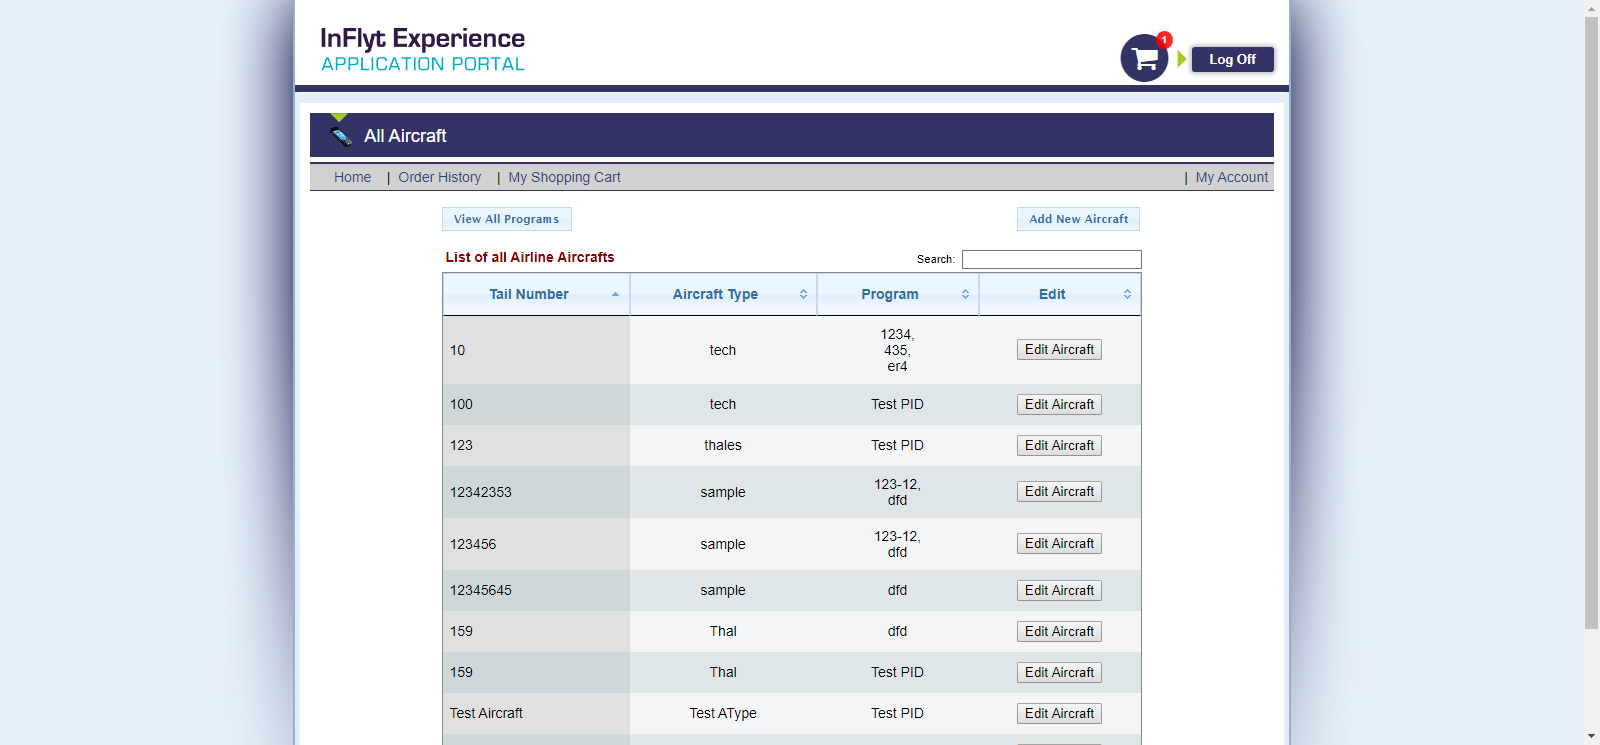 InFlyt Experience
APPLICATION PORTAL
1
Log Off
All Aircraft
Home | Order History | My Shopping Cart | My Account
View All Programs Add New Aircraft
List of all Airline Aircrafts Search:
Tail Number Aircraft Type Program Edit
1234,
10 tech 435, Edit Aircraft
er4
100 tech Test PID Edit Aircraft
123 thales Test PID Edit Aircraft
12342353 sample 123-12, Edit Aircraft
dfd
123456 sample 123-12, Edit Aircraft
dfd
12345645 sample dfd Edit Aircraft
159 Thal dfd Edit Aircraft
159 Thal Test PID Edit Aircraft
Test Aircraft Test AType Test PID Edit Aircraft